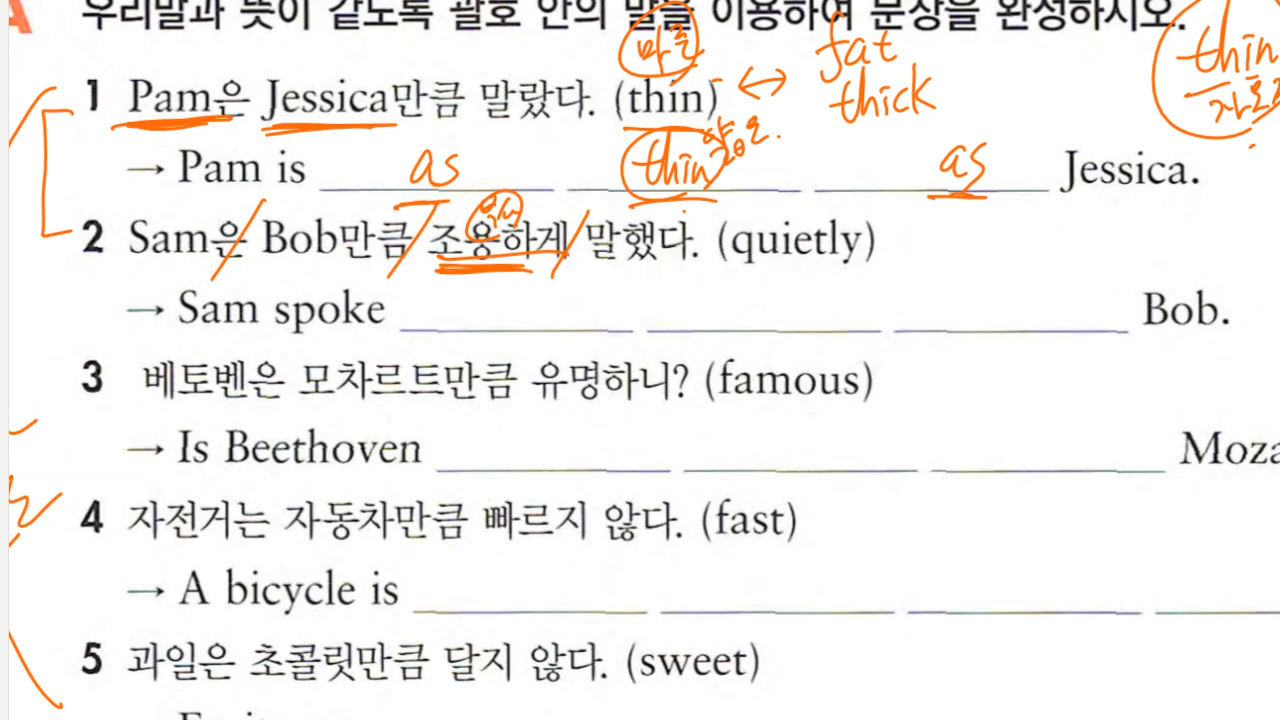 A 우리말과 뜻이 같도록 괄호 안의 말을 이용하여 문장을 완성하시오.
마른
fat
thin
1 Pam은 Jessica만큼 말랐다. (thin) ↔ thick
얇은.
→ Pam is as thin as Jessica.
2 Sam은 Bob만큼 조용하게 말했다. (quietly)
→ Sam spoke Bob.
3 베토벤은 모차르트만큼 유명하니? (famous)
→ Is Beethoven Moza
4 자전거는 자동차만큼 빠르지 않다. (fast)
→ A bicycle is
5 과일은 초콜릿만큼 달지 않다. (sweet)